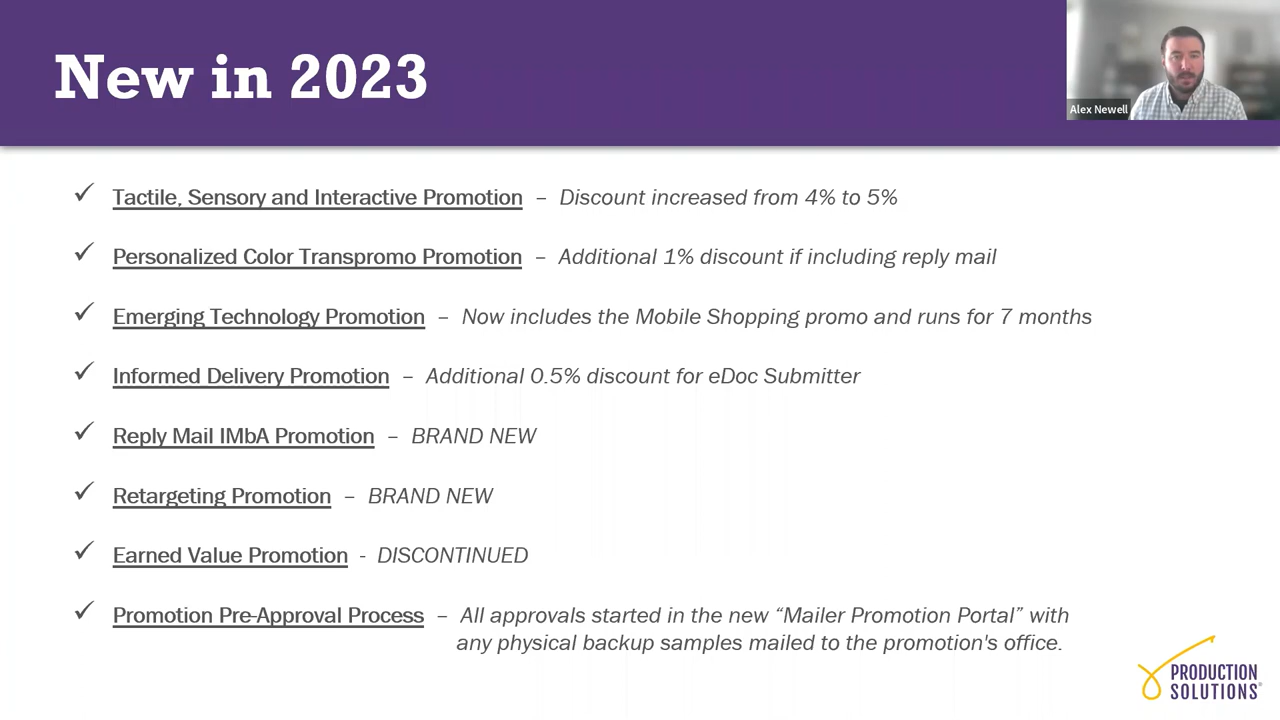 New in 2023
Alex Newell
✓ Tactile, Sensory and Interactive Promotion – Discount increased from 4% to 5%
✓ Personalized Color Transpromo Promotion – Additional 1% discount if including reply mail
✓ Emerging Technology Promotion – Now includes the Mobile Shopping promo and runs for 7 months
✓ Informed Delivery Promotion – Additional 0.5% discount for eDoc Submitter
✓ Reply Mail IMbA Promotion – BRAND NEW
✓ Retargeting Promotion – BRAND NEW
✓ Earned Value Promotion - DISCONTINUED
✓ Promotion Pre-Approval Process – All approvals started in the new “Mailer Promotion Portal” with
any physical backup samples mailed to the promotion's office.
PRODUCTION
SOLUTIONS®